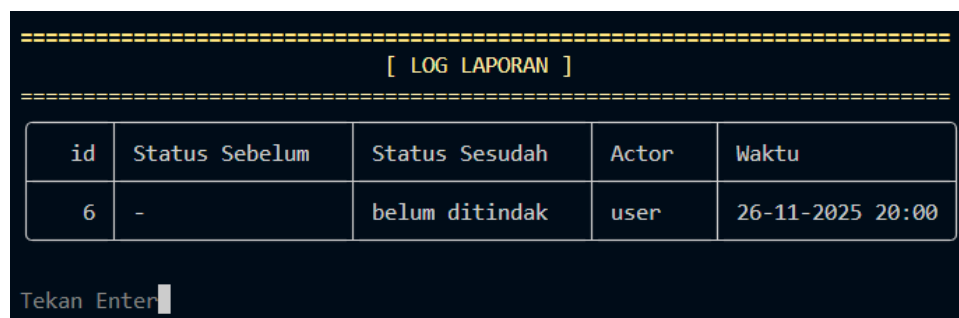 ==========================================================================
[ LOG LAPORAN ]
==========================================================================
id Status Sebelum Status Sesudah Actor Waktu
6 - belum ditindak user 26-11-2025 20:00
Tekan Enter